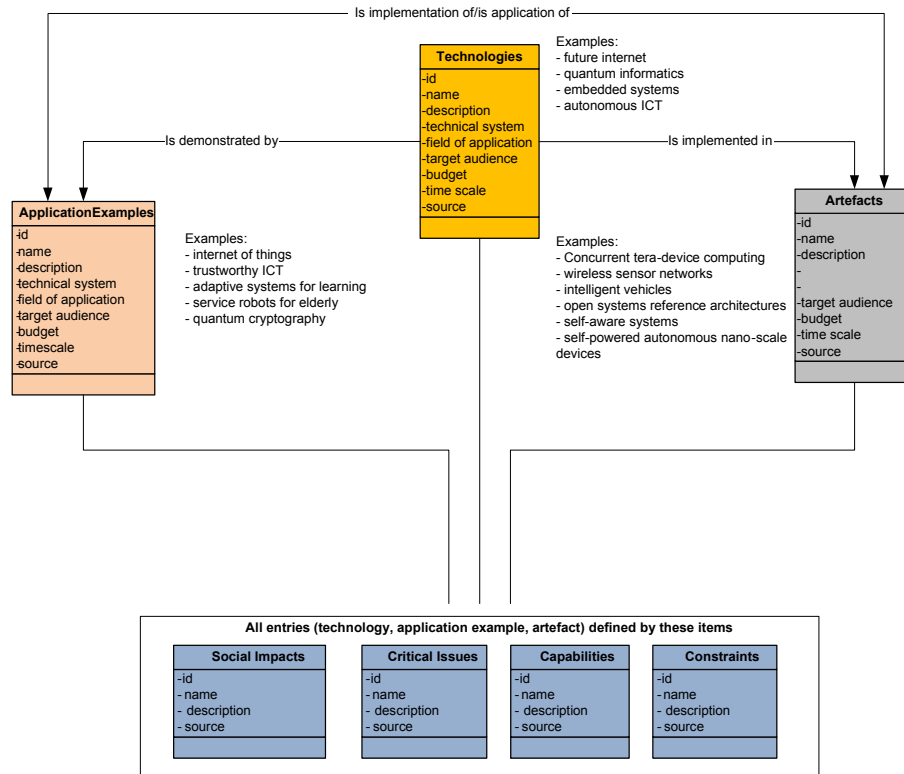 Is implementation of/is application of
Technologies
-id
-name
-description
-technical system
-field of application
-target audience
-budget
-time scale
-source
Examples:
- future internet
- quantum informatics
- embedded systems
- autonomous ICT
Is demonstrated by
Is implemented in
ApplicationExamples
-id
-name
-description
-technical system
-field of application
-target audience
-budget
-timescale
-source
Examples:
- internet of things
- trustworthy ICT
- adaptive systems for learning
- service robots for elderly
- quantum cryptography
Examples:
- Concurrent tera-device computing
- wireless sensor networks
- intelligent vehicles
- open systems reference architectures
- self-aware systems
- self-powered autonomous nano-scale
devices
Artefacts
-id
-name
-description
-
-
-target audience
-budget
-time scale
-source
All entries (technology, application example, artefact) defined by these items
Social Impacts
-id
- name
- description
- source
Critical Issues
-id
- name
- description
- source
Capabilities
-id
- name
- description
- source
Constraints
-id
- name
- description
- source